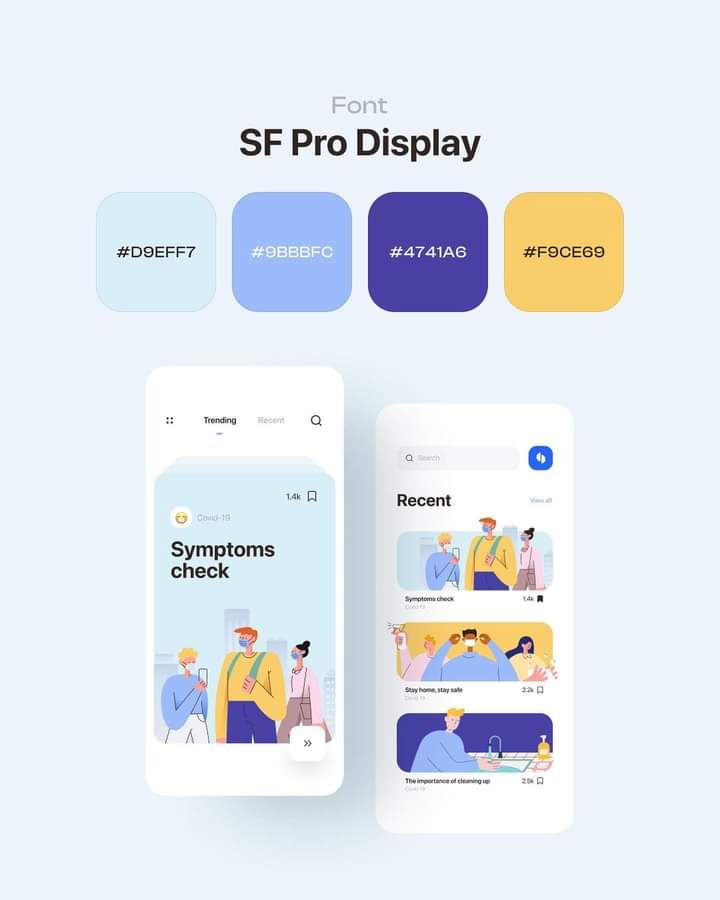 Font
SF Pro Display
#D9EFF7
#9BBBFC
#4741A6
#F9CE69
Trending
Recent
1.4k
Covid-19
Symptoms
check
Search
Recent
View all
Symptoms check
1.4k
Covid-19
Stay home, stay safe
2.2k
Covid-19
The importance of cleaning up
2.5k
Covid-19